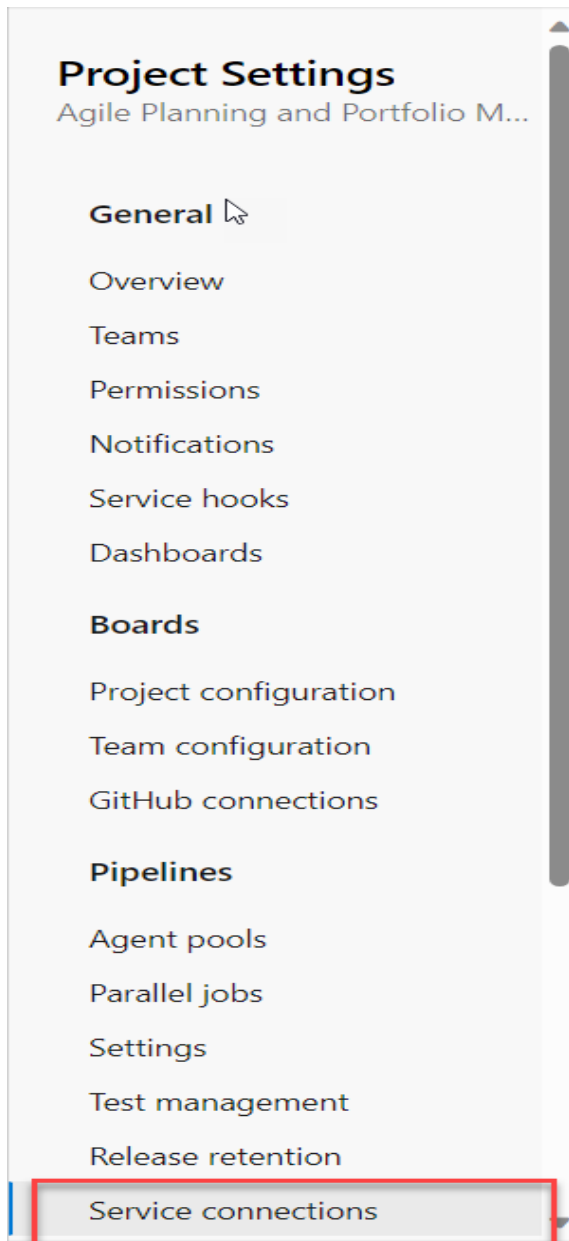 Project Settings
Agile Planning and Portfolio M...
General
Overview
Teams
Permissions
Notifications
Service hooks
Dashboards
Boards
Project configuration
Team configuration
GitHub connections
Pipelines
Agent pools
Parallel jobs
Settings
Test management
Release retention
Service connections